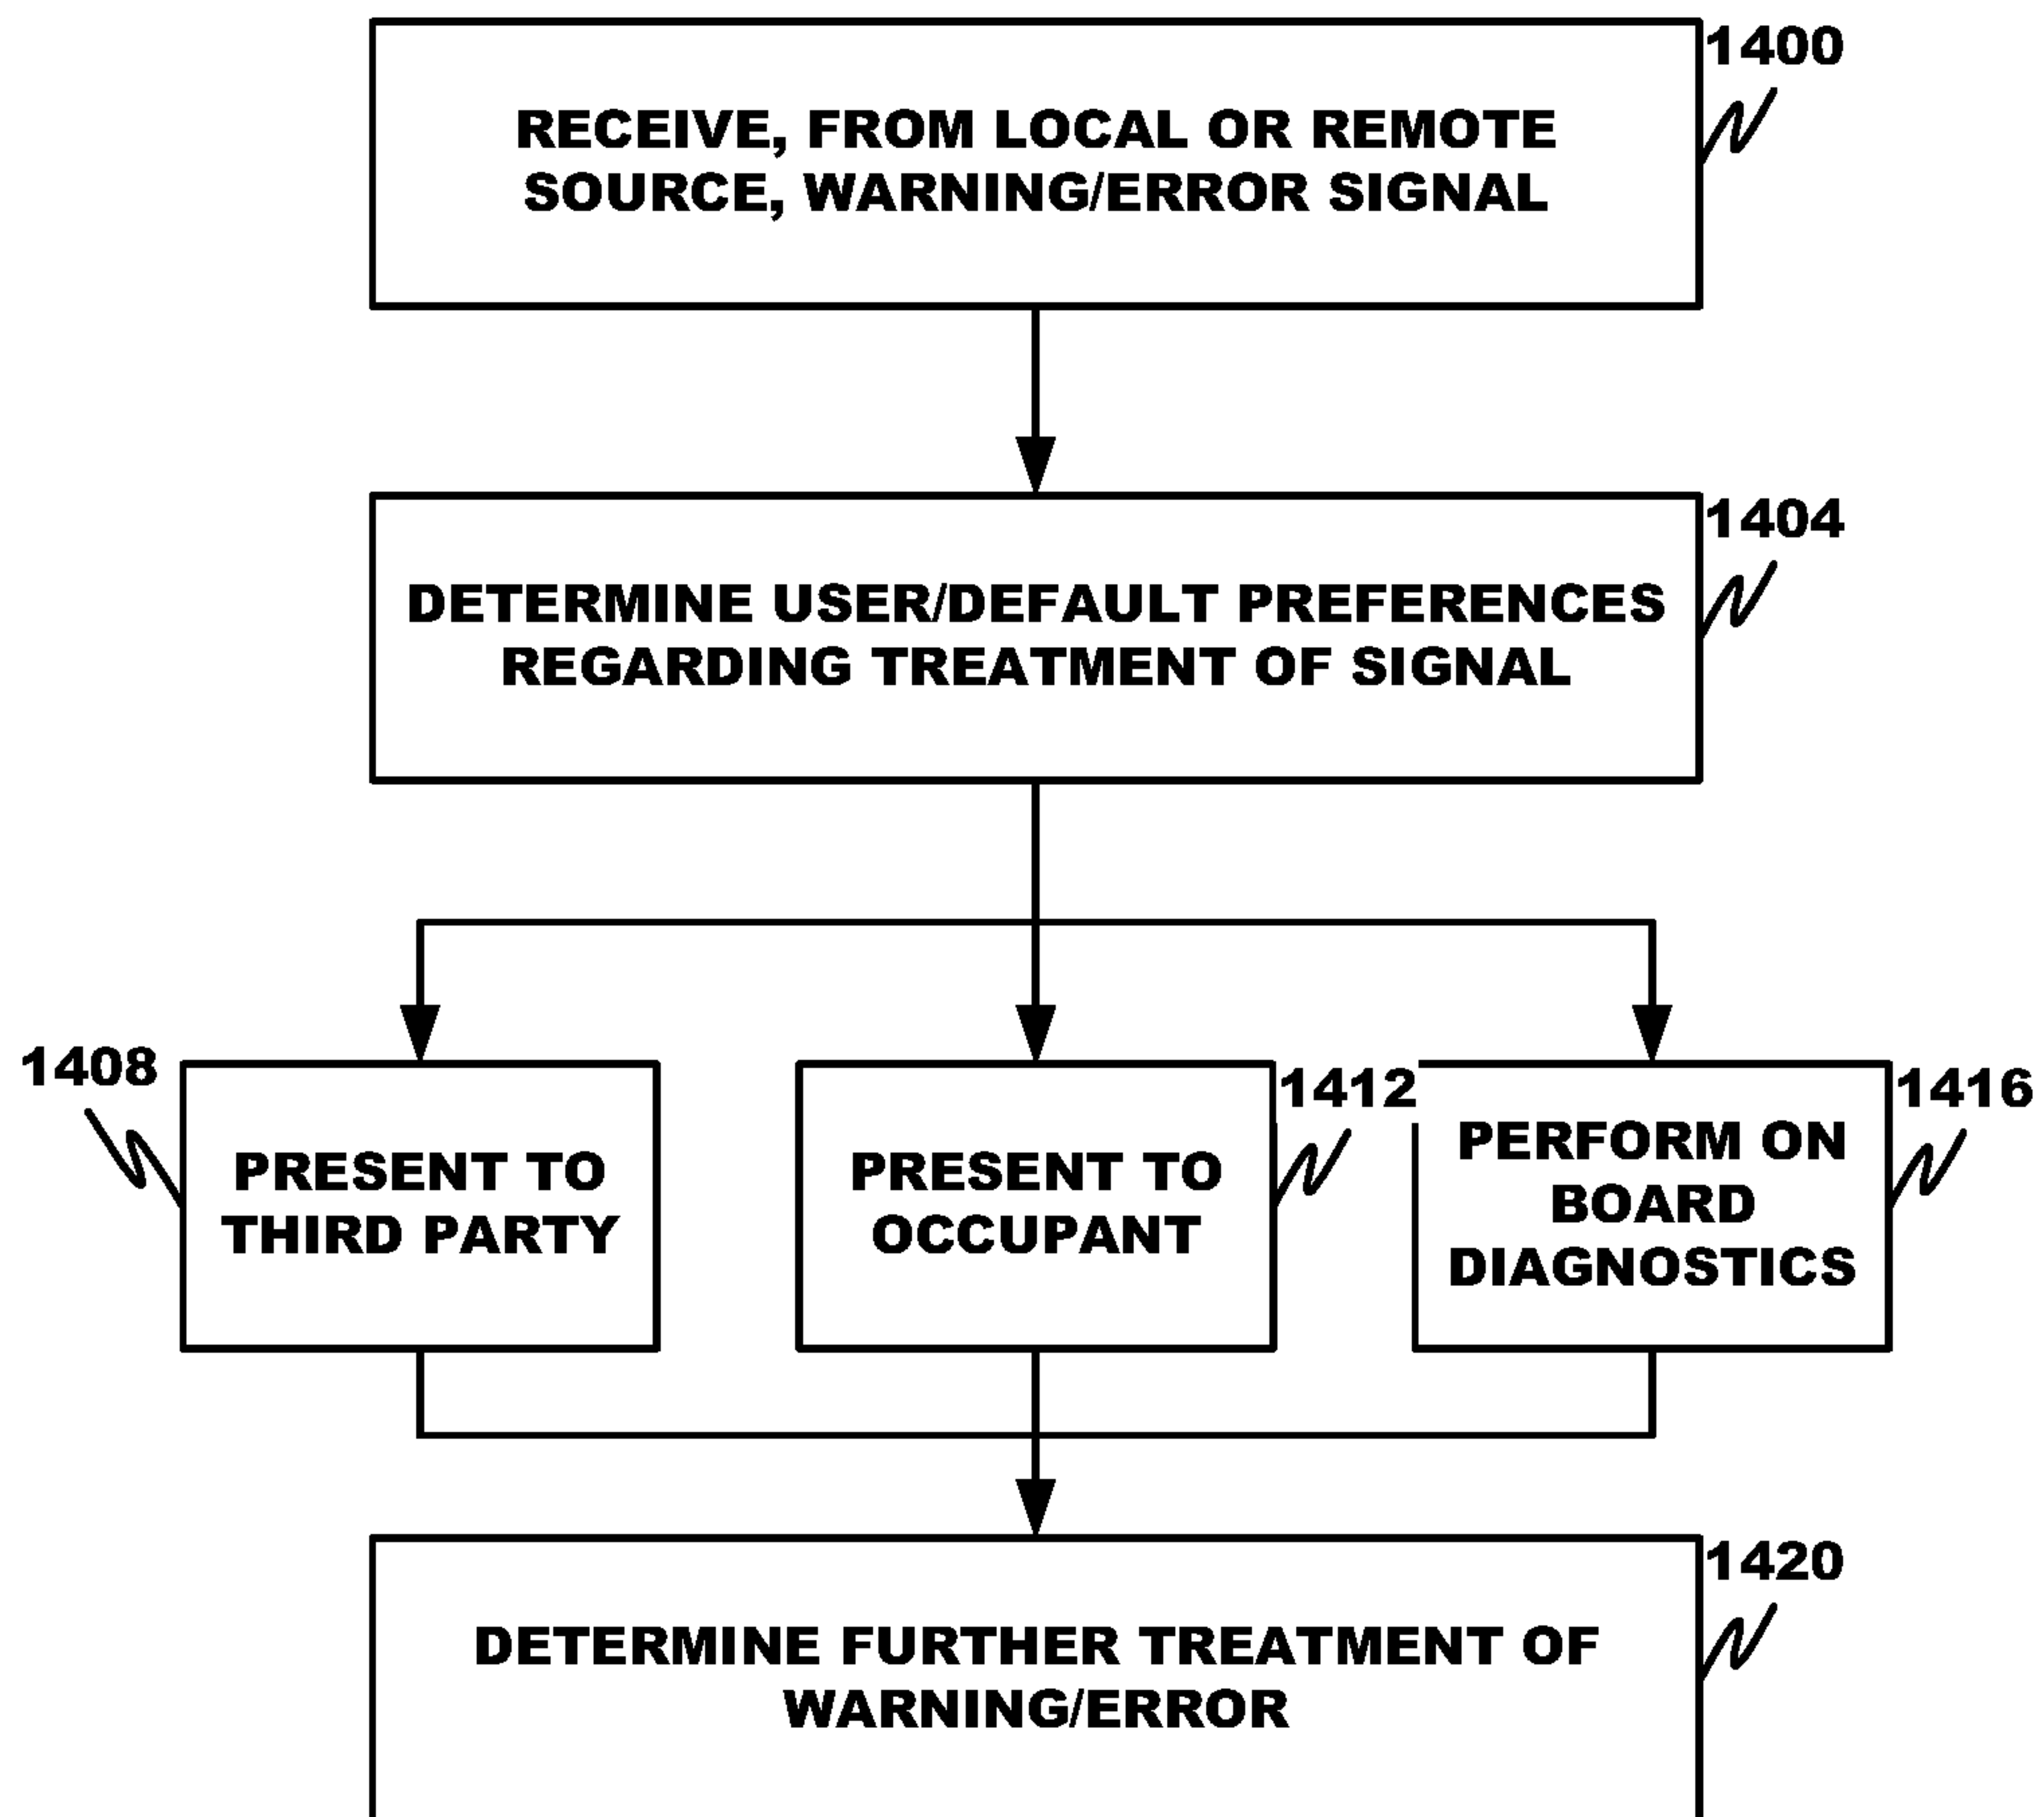 1400
RECEIVE, FROM LOCAL OR REMOTE
SOURCE, WARNING/ERROR SIGNAL
1404
DETERMINE USER/DEFAULT PREFERENCES
REGARDING TREATMENT OF SIGNAL
1408
PRESENT TO
THIRD PARTY
1412
PRESENT TO
OCCUPANT
1416
PERFORM ON
BOARD
DIAGNOSTICS
1420
DETERMINE FURTHER TREATMENT OF
WARNING/ERROR